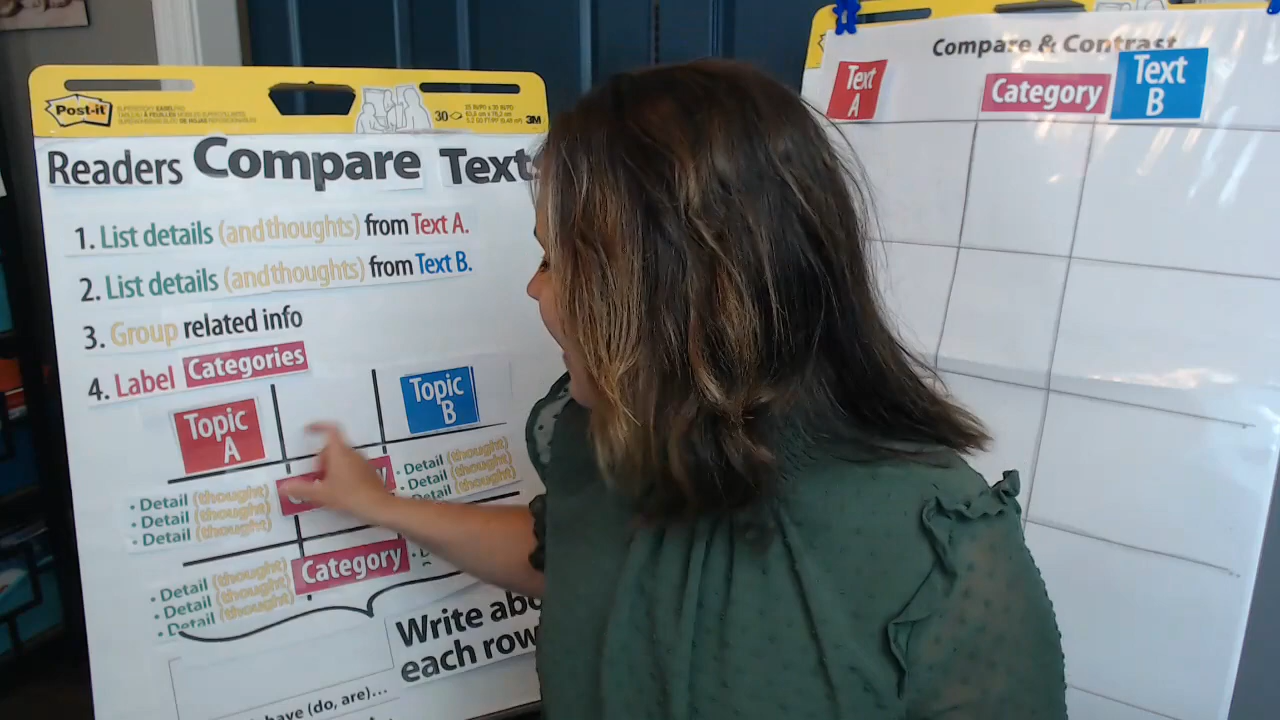 Post-it
30
3M
Readers Compare Texts
1. List details (and thoughts) from Text A.
2. List details (and thoughts) from Text B.
3. Group related info
4. Label Categories
Topic A
Topic B
• Detail (thought)
• Detail (thought)
• Detail (thought)
• Detail (thought)
• Detail (thought)
• Detail (thought)
Category
• Detail (thought)
• Detail (thought)
• Detail (thought)
Write
each row
have (do, are)...
Compare & Contrast
Text A
Category
Text B